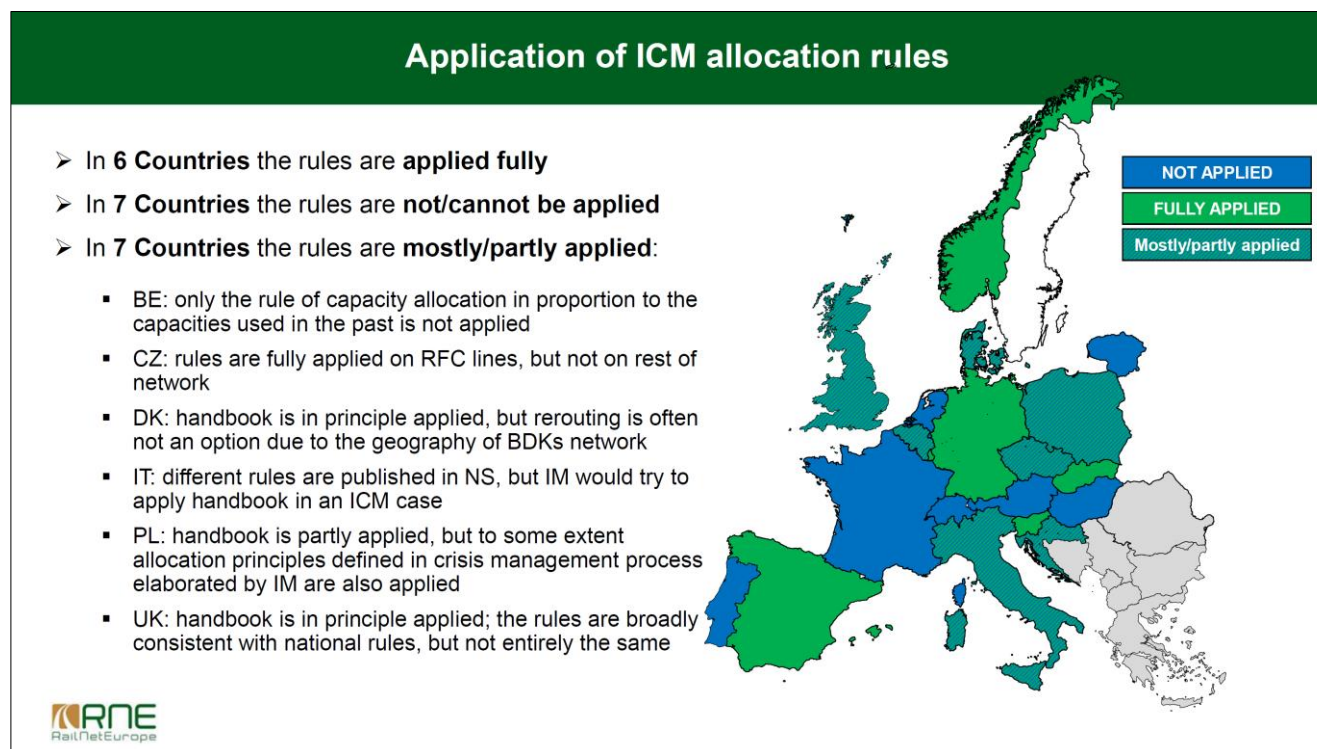 Application of ICM allocation rules
➢ In 6 Countries the rules are applied fully
➢ In 7 Countries the rules are not/cannot be applied
➢ In 7 Countries the rules are mostly/partly applied:
▪ BE: only the rule of capacity allocation in proportion to the
capacities used in the past is not applied
▪ CZ: rules are fully applied on RFC lines, but not on rest of
network
▪ DK: handbook is in principle applied, but rerouting is often
not an option due to the geography of BDKs network
▪ IT: different rules are published in NS, but IM would try to
apply handbook in an ICM case
▪ PL: handbook is partly applied, but to some extent
allocation principles defined in crisis management process
elaborated by IM are also applied
▪ UK: handbook is in principle applied; the rules are broadly
consistent with national rules, but not entirely the same
NOT APPLIED
FULLY APPLIED
Mostly/partly applied
RNE
RailNetEurope